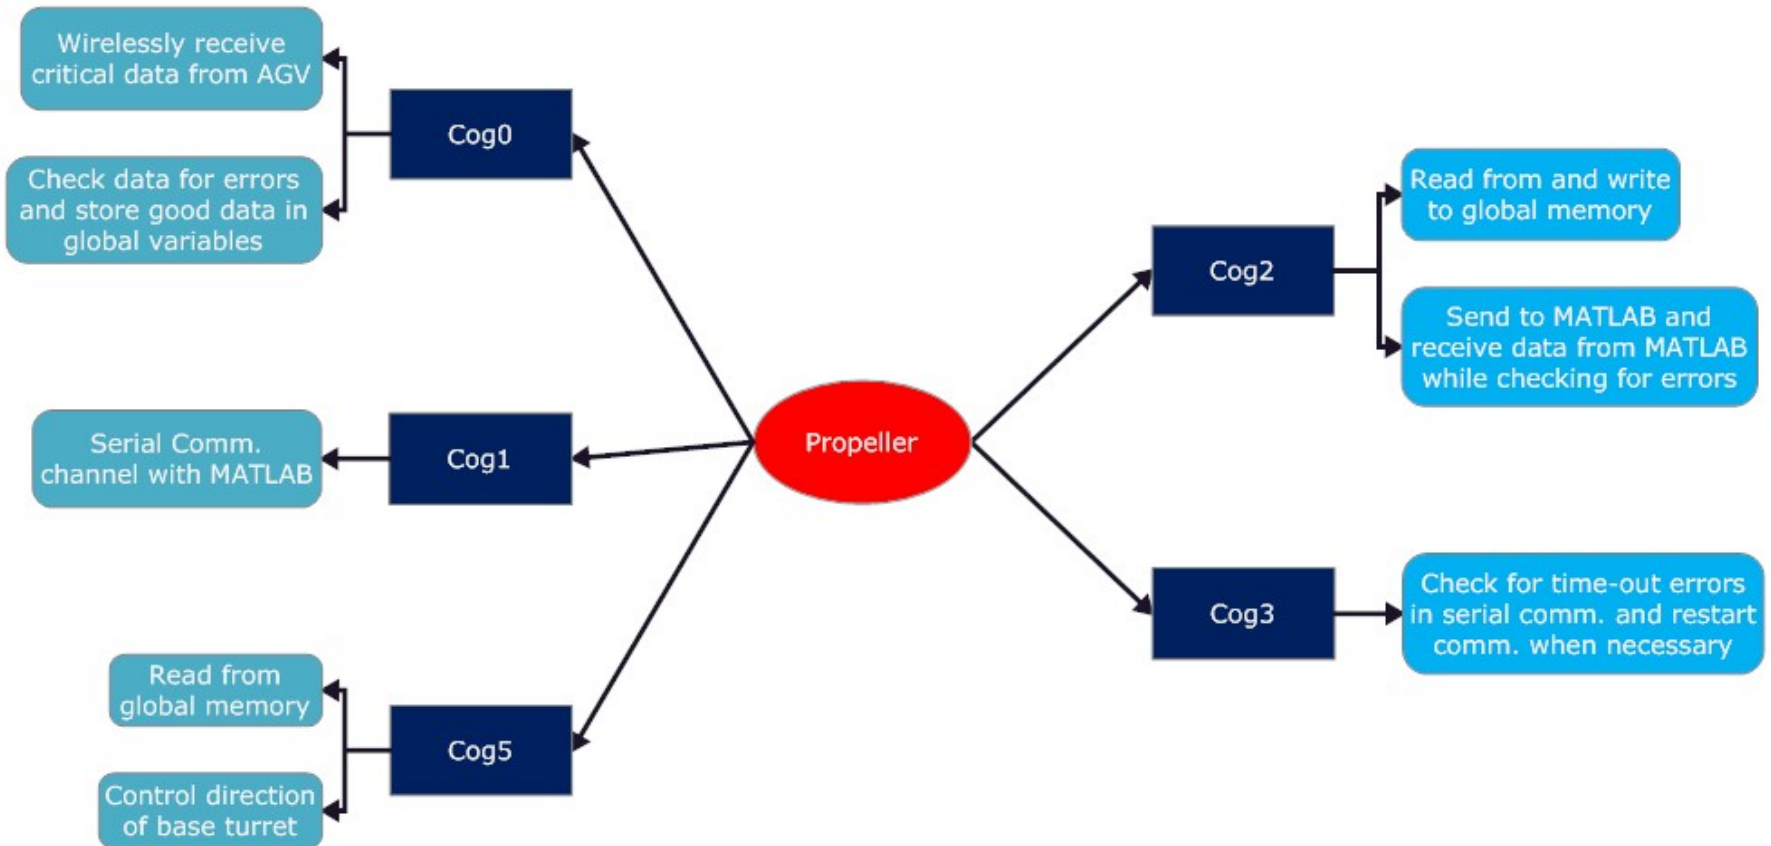 Wirelessly receive
critical data from AGV
Cog0
Check data for errors
and store good data in
global variables
Serial Comm.
channel with MATLAB
Cog1
Read from
global memory
Cog5
Control direction
of base turret
Propeller
Cog2
Read from and write
to global memory
Send to MATLAB and
receive data from MATLAB
while checking for errors
Cog3
Check for time-out errors
in serial comm. and restart
comm. when necessary